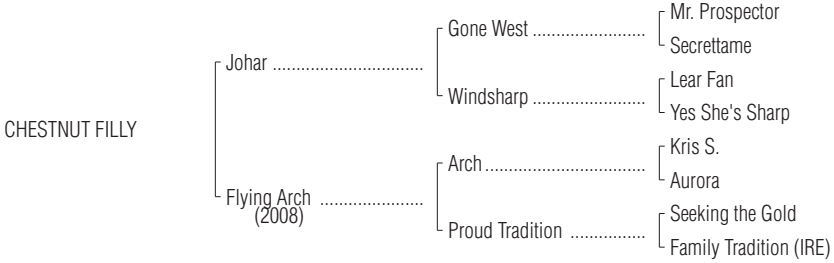 Mr. Prospector
Gone West ........................
Secrettame
Johar ................................
Lear Fan
Windsharp ........................
Yes She's Sharp
CHESTNUT FILLY
Kris S.
Arch ..................................
Aurora
Flying Arch ......................
(2008)
Seeking the Gold
Proud Tradition ................
Family Tradition (IRE)